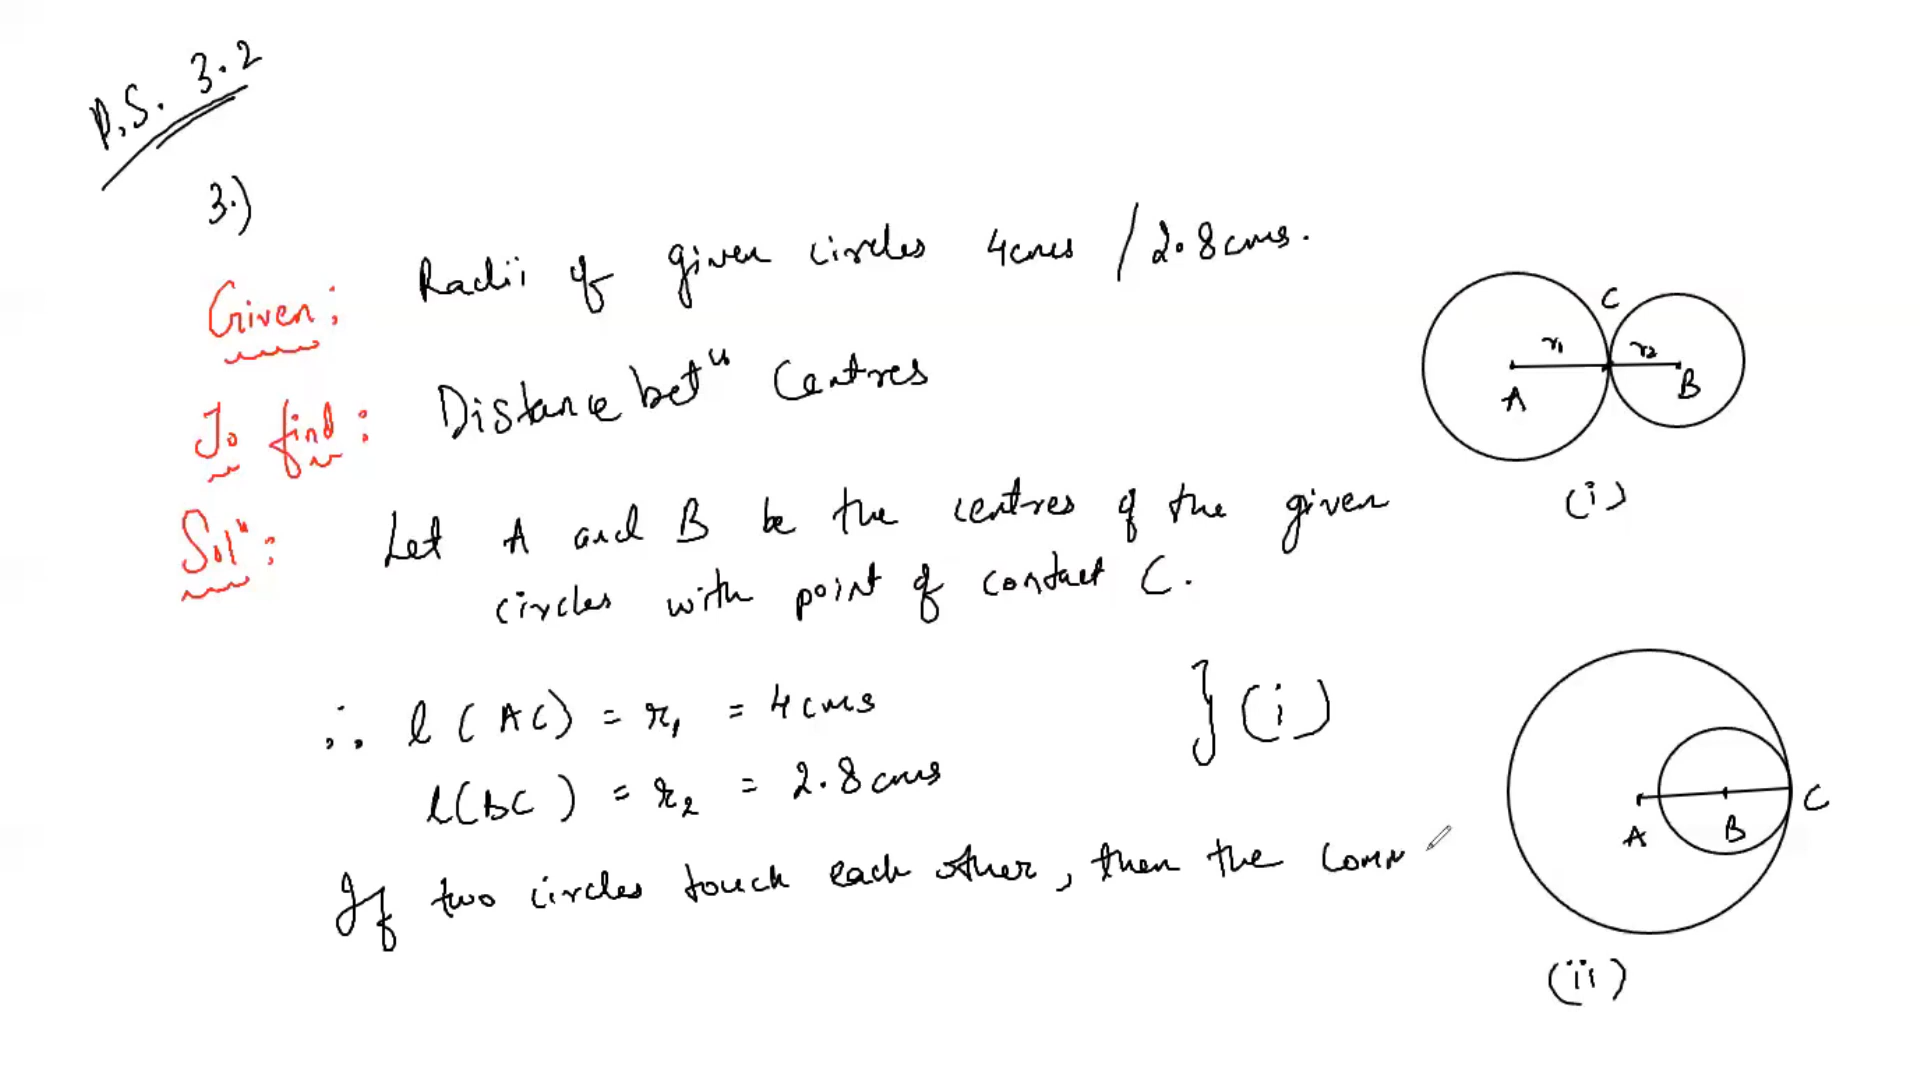 P.S. 3.2
3.)
Given: Radii of given circles 4cms / 2.8cms.
To find: Distance betⁿ Centres
Solⁿ: Let A and B be the centres of the given
circles with point of contact C.
∴ l(AC) = r₁ = 4cms
l(BC) = r₂ = 2.8cms
} (i)
If two circles touch each other, then the comm
C
r₁ r₂
A B
(i)
A B C
(ii)